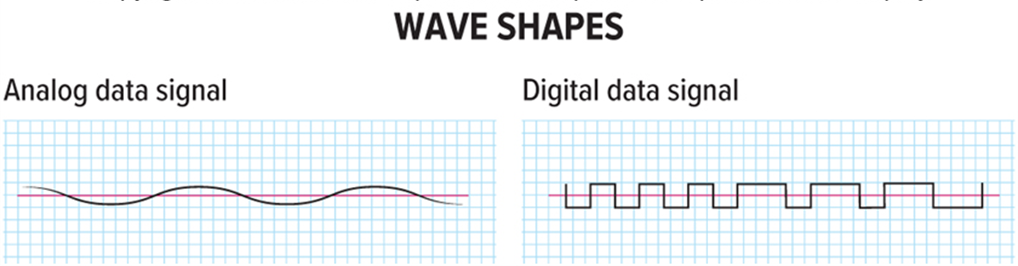 WAVE SHAPES
Analog data signal
Digital data signal